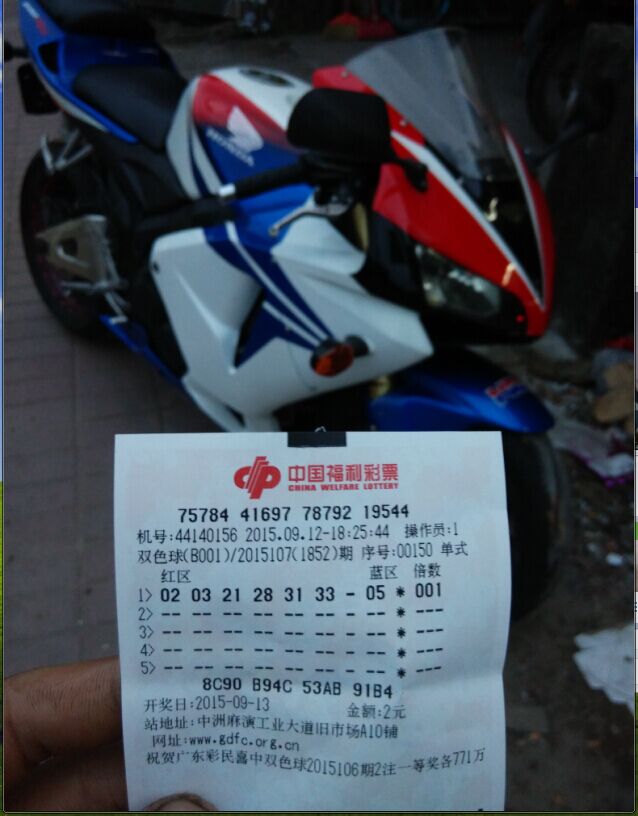 HONDA
中国福利彩票
CHINA WELFARE LOTTERY
75784 41697 78792 19544
机号:44140156 2015.09.12-18:25:44 操作员:1
双色球(B001)/2015107(1852)期 序号:00150 单式
红区 蓝区 倍数
1> 02 03 21 28 31 33 - 05 * 001
2> -- -- -- -- -- -- - -- * ---
3> -- -- -- -- -- -- - -- * ---
4> -- -- -- -- -- -- - -- * ---
5> -- -- -- -- -- -- - -- * ---
8C90 B94C 53AB 91B4
开奖日:2015-09-13 金额:2元
站地址:中洲麻演工业大道旧市场A10铺
网址:www.gdfc.org.cn
祝贺广东彩民喜中双色球2015106期2注一等奖各771万